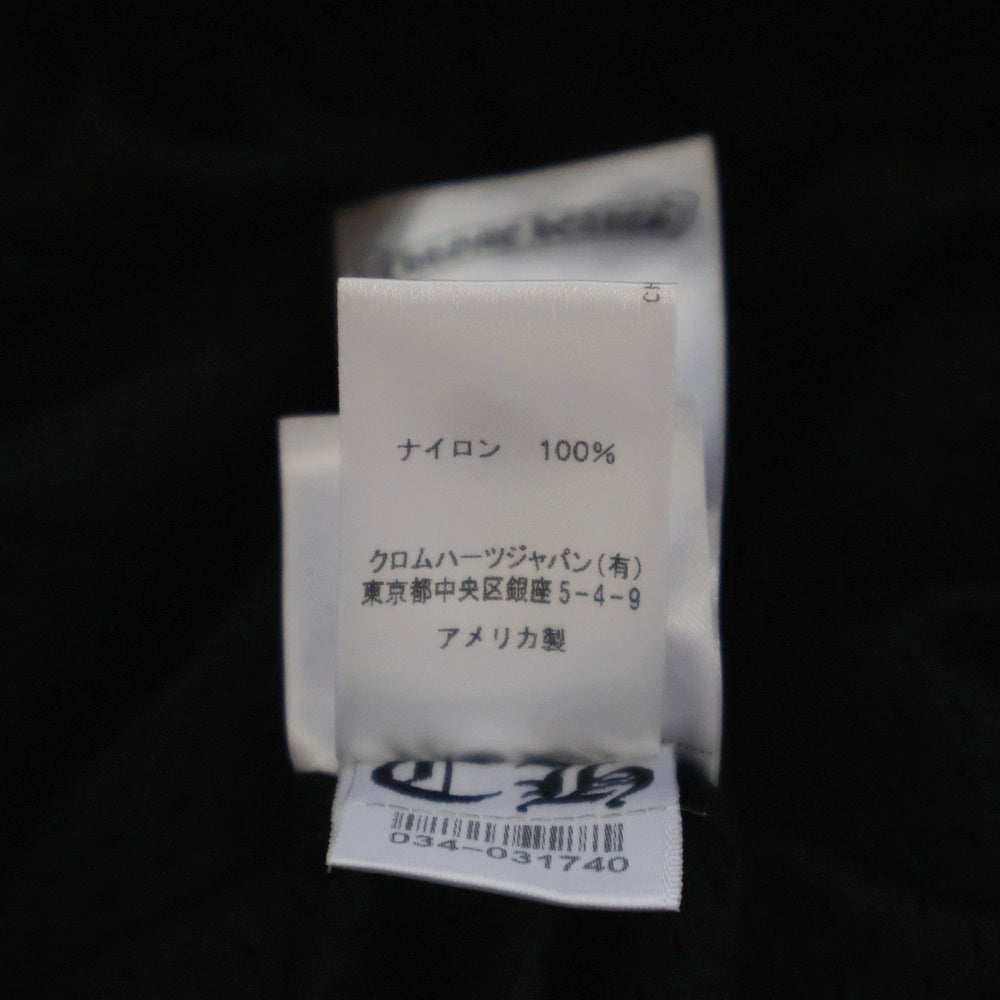 CH
ナイロン 100%
クロムハーツジャパン(有)
東京都中央区銀座5-4-9
アメリカ製
034-031740